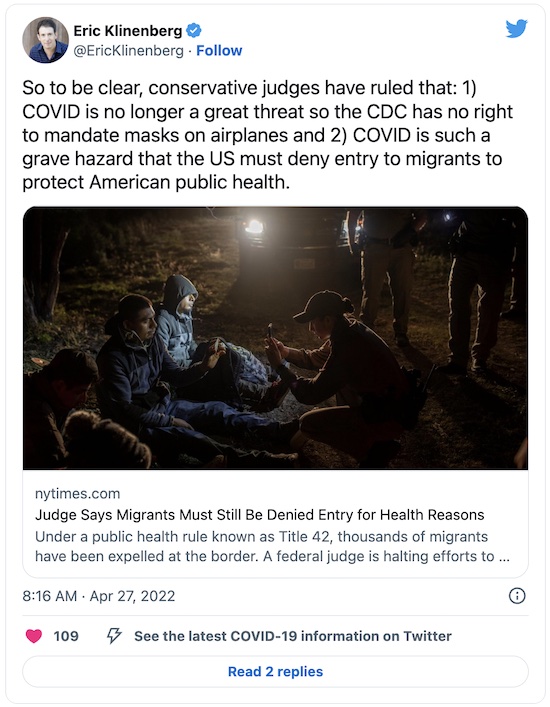 Eric Klinenberg
@EricKlinenberg · Follow
So to be clear, conservative judges have ruled that: 1)
COVID is no longer a great threat so the CDC has no right
to mandate masks on airplanes and 2) COVID is such a
grave hazard that the US must deny entry to migrants to
protect American public health.
nytimes.com
Judge Says Migrants Must Still Be Denied Entry for Health Reasons
Under a public health rule known as Title 42, thousands of migrants
have been expelled at the border. A federal judge is halting efforts to ...
8:16 AM · Apr 27, 2022
109 See the latest COVID-19 information on Twitter
Read 2 replies